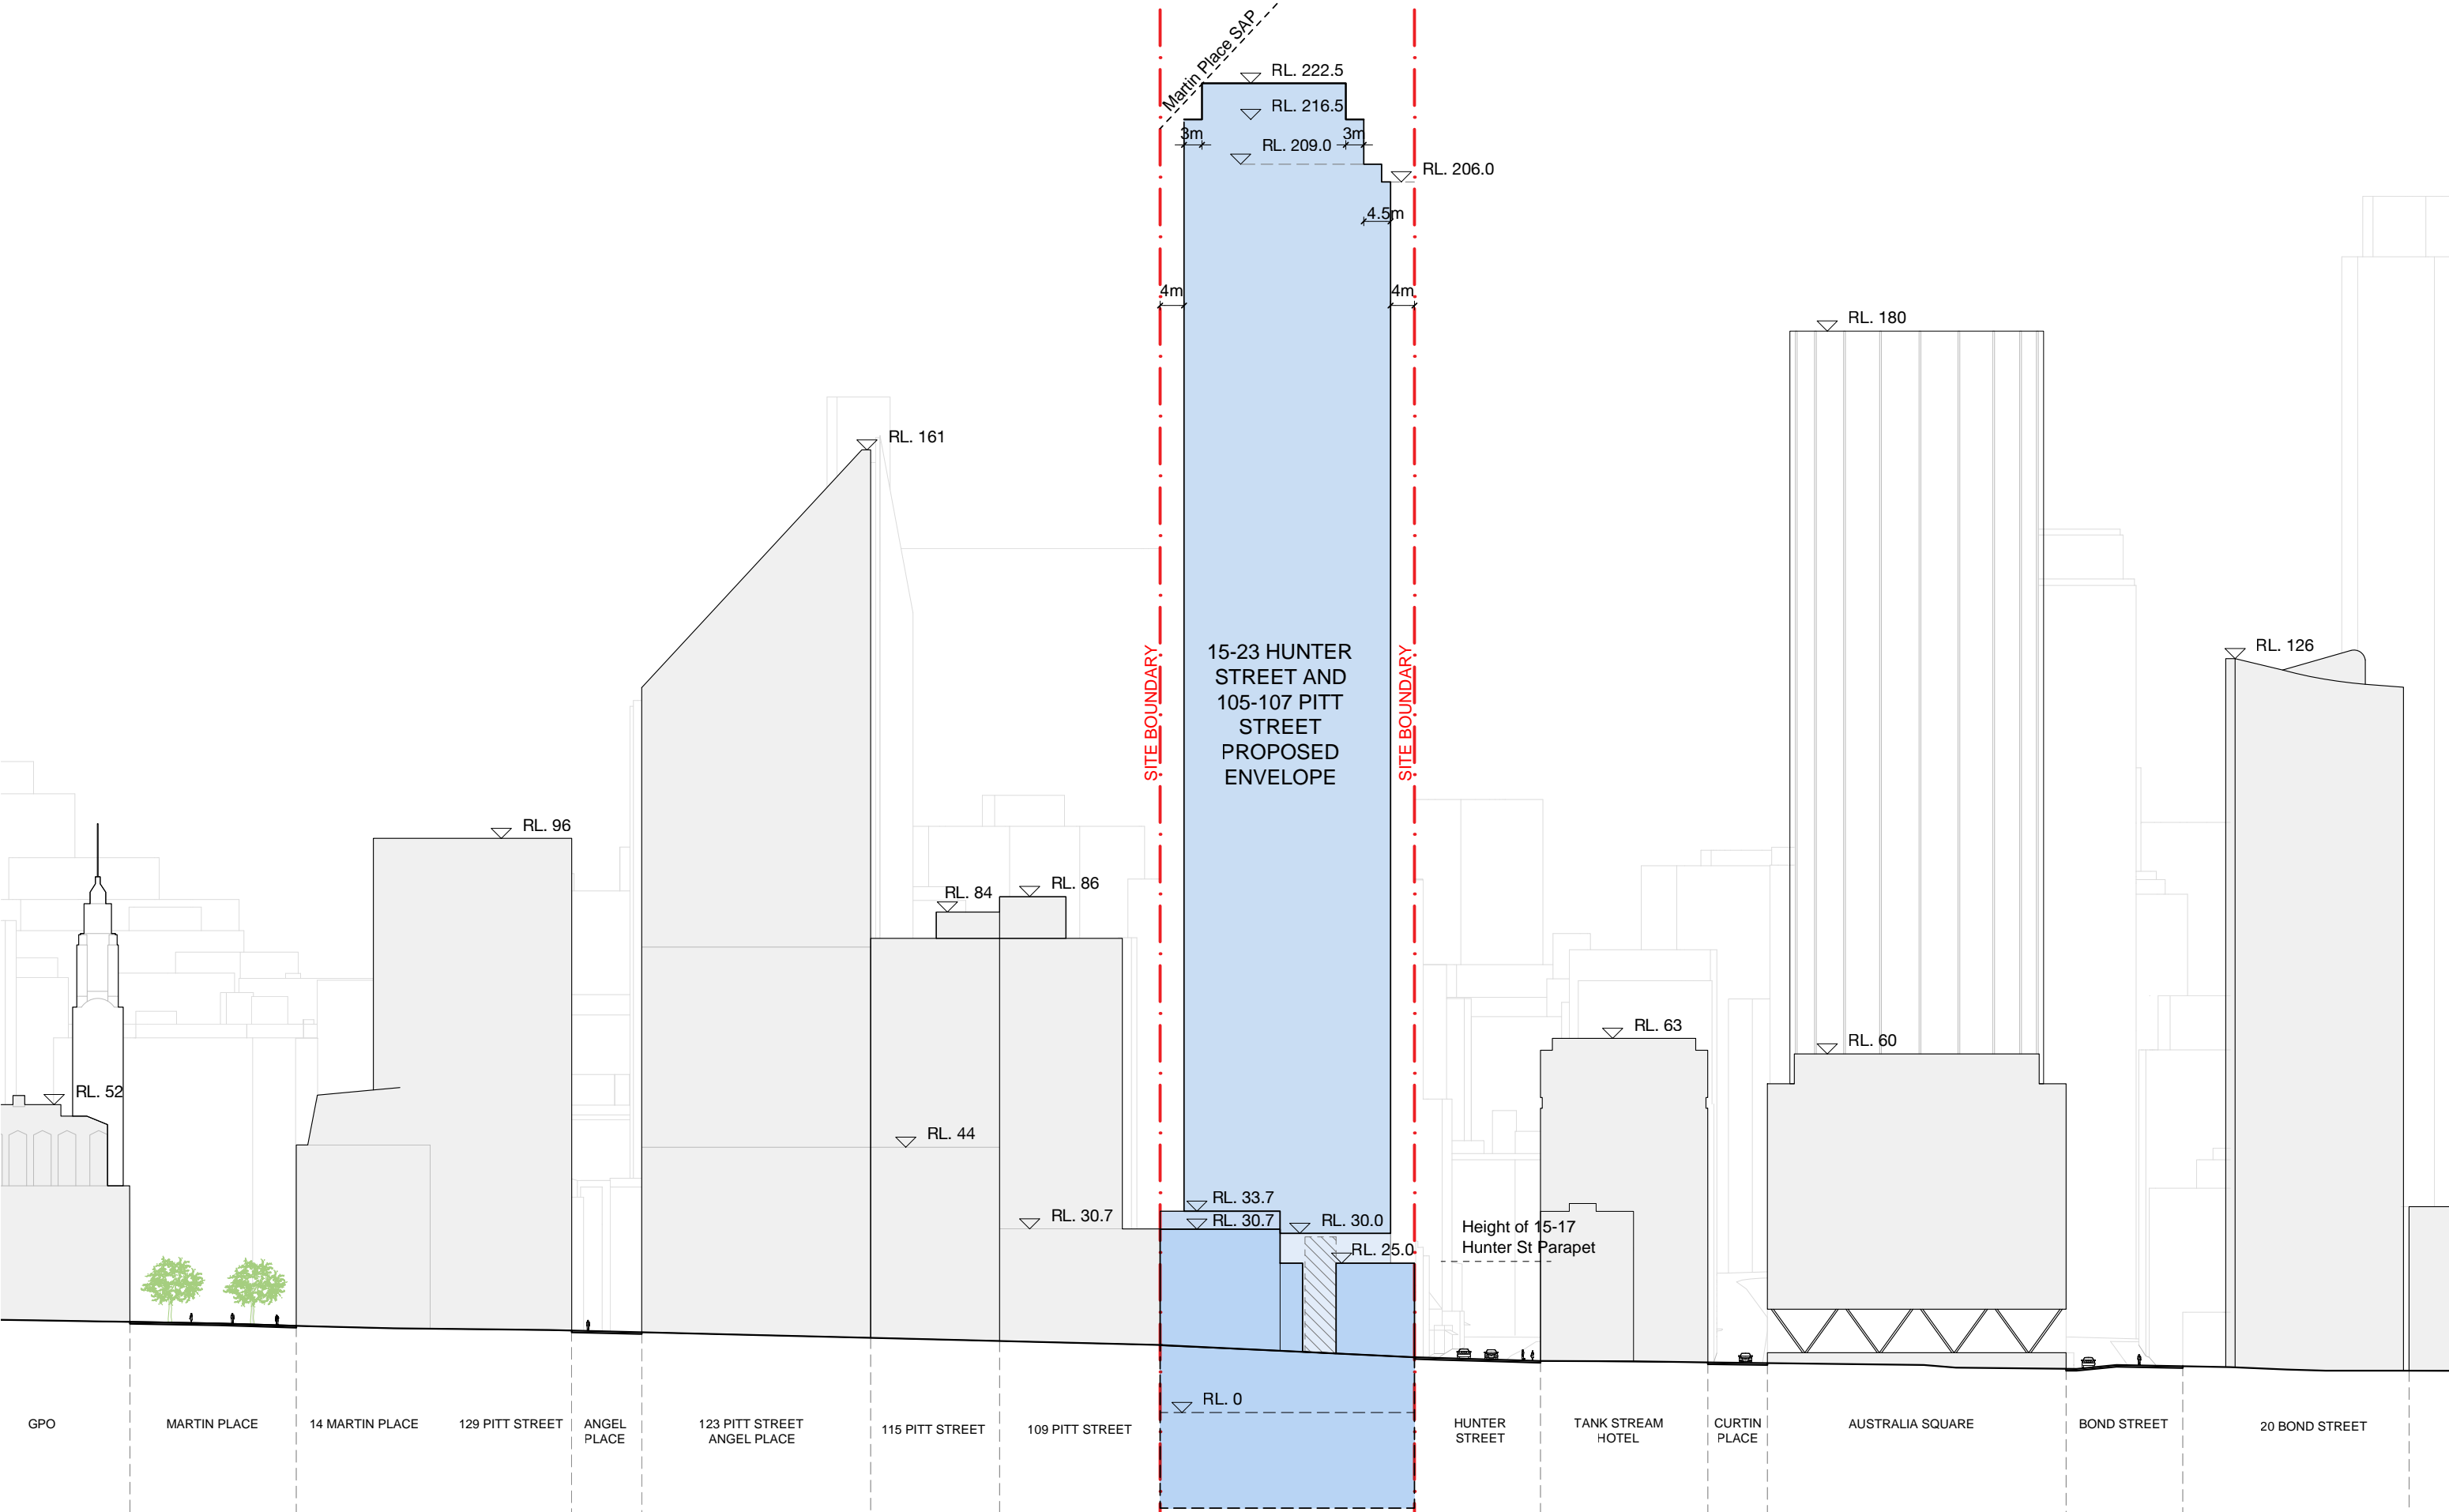 Martin Place SAP
RL. 222.5
RL. 216.5
3m
3m
RL. 209.0
RL. 206.0
4.5m
4m
4m
RL. 180
RL. 161
15-23 HUNTER
STREET AND
105-107 PITT
STREET
PROPOSED
ENVELOPE
SITE BOUNDARY
SITE BOUNDARY
RL. 126
RL. 96
RL. 84
RL. 86
RL. 63
RL. 60
RL. 52
RL. 44
RL. 33.7
RL. 30.7
RL. 30.7
RL. 30.0
RL. 25.0
Height of 15-17
Hunter St Parapet
RL. 0
GPO
MARTIN PLACE
14 MARTIN PLACE
129 PITT STREET
ANGEL
PLACE
123 PITT STREET
ANGEL PLACE
115 PITT STREET
109 PITT STREET
HUNTER
STREET
TANK STREAM
HOTEL
CURTIN
PLACE
AUSTRALIA SQUARE
BOND STREET
20 BOND STREET